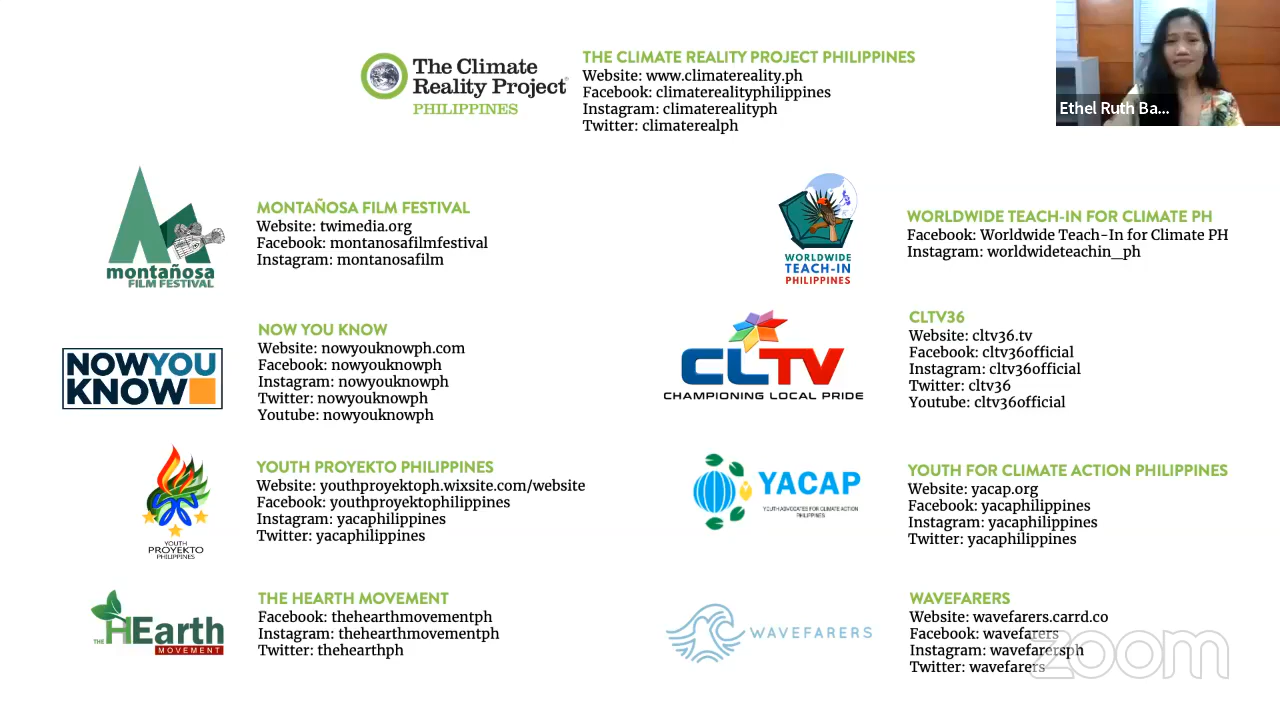 The Climate
Reality Project®
PHILIPPINES
THE CLIMATE REALITY PROJECT PHILIPPINES
Website: www.climatereality.ph
Facebook: climaterealityphilippines
Instagram: climaterealityph
Twitter: climaterealph
Ethel Ruth Ba...
montañosa
FILM FESTIVAL
MONTAÑOSA FILM FESTIVAL
Website: twimedia.org
Facebook: montanosafilmfestival
Instagram: montanosafilm
WORLDWIDE
TEACH-IN
PHILIPPINES
WORLDWIDE TEACH-IN FOR CLIMATE PH
Facebook: Worldwide Teach-In for Climate PH
Instagram: worldwideteachin_ph
NOWYOU
KNOW
NOW YOU KNOW
Website: nowyouknowph.com
Facebook: nowyouknowph
Instagram: nowyouknowph
Twitter: nowyouknowph
Youtube: nowyouknowph
CLTV
CHAMPIONING LOCAL PRIDE
CLTV36
Website: cltv36.tv
Facebook: cltv36official
Instagram: cltv36official
Twitter: cltv36
Youtube: cltv36official
YOUTH
PROYEKTO
PHILIPPINES
YOUTH PROYEKTO PHILIPPINES
Website: youthproyektoph.wixsite.com/website
Facebook: youthproyektophilippines
Instagram: yacaphilippines
Twitter: yacaphilippines
YACAP
YOUTH ADVOCATES FOR CLIMATE ACTION
PHILIPPINES
YOUTH FOR CLIMATE ACTION PHILIPPINES
Website: yacap.org
Facebook: yacaphilippines
Instagram: yacaphilippines
Twitter: yacaphilippines
THE HEarth
MOVEMENT
THE HEARTH MOVEMENT
Facebook: thehearthmovementph
Instagram: thehearthmovementph
Twitter: thehearthph
WAVEFARERS
WAVEFARERS
Website: wavefarers.carrd.co
Facebook: wavefarers
Instagram: wavefarersph
Twitter: wavefarers
zoom